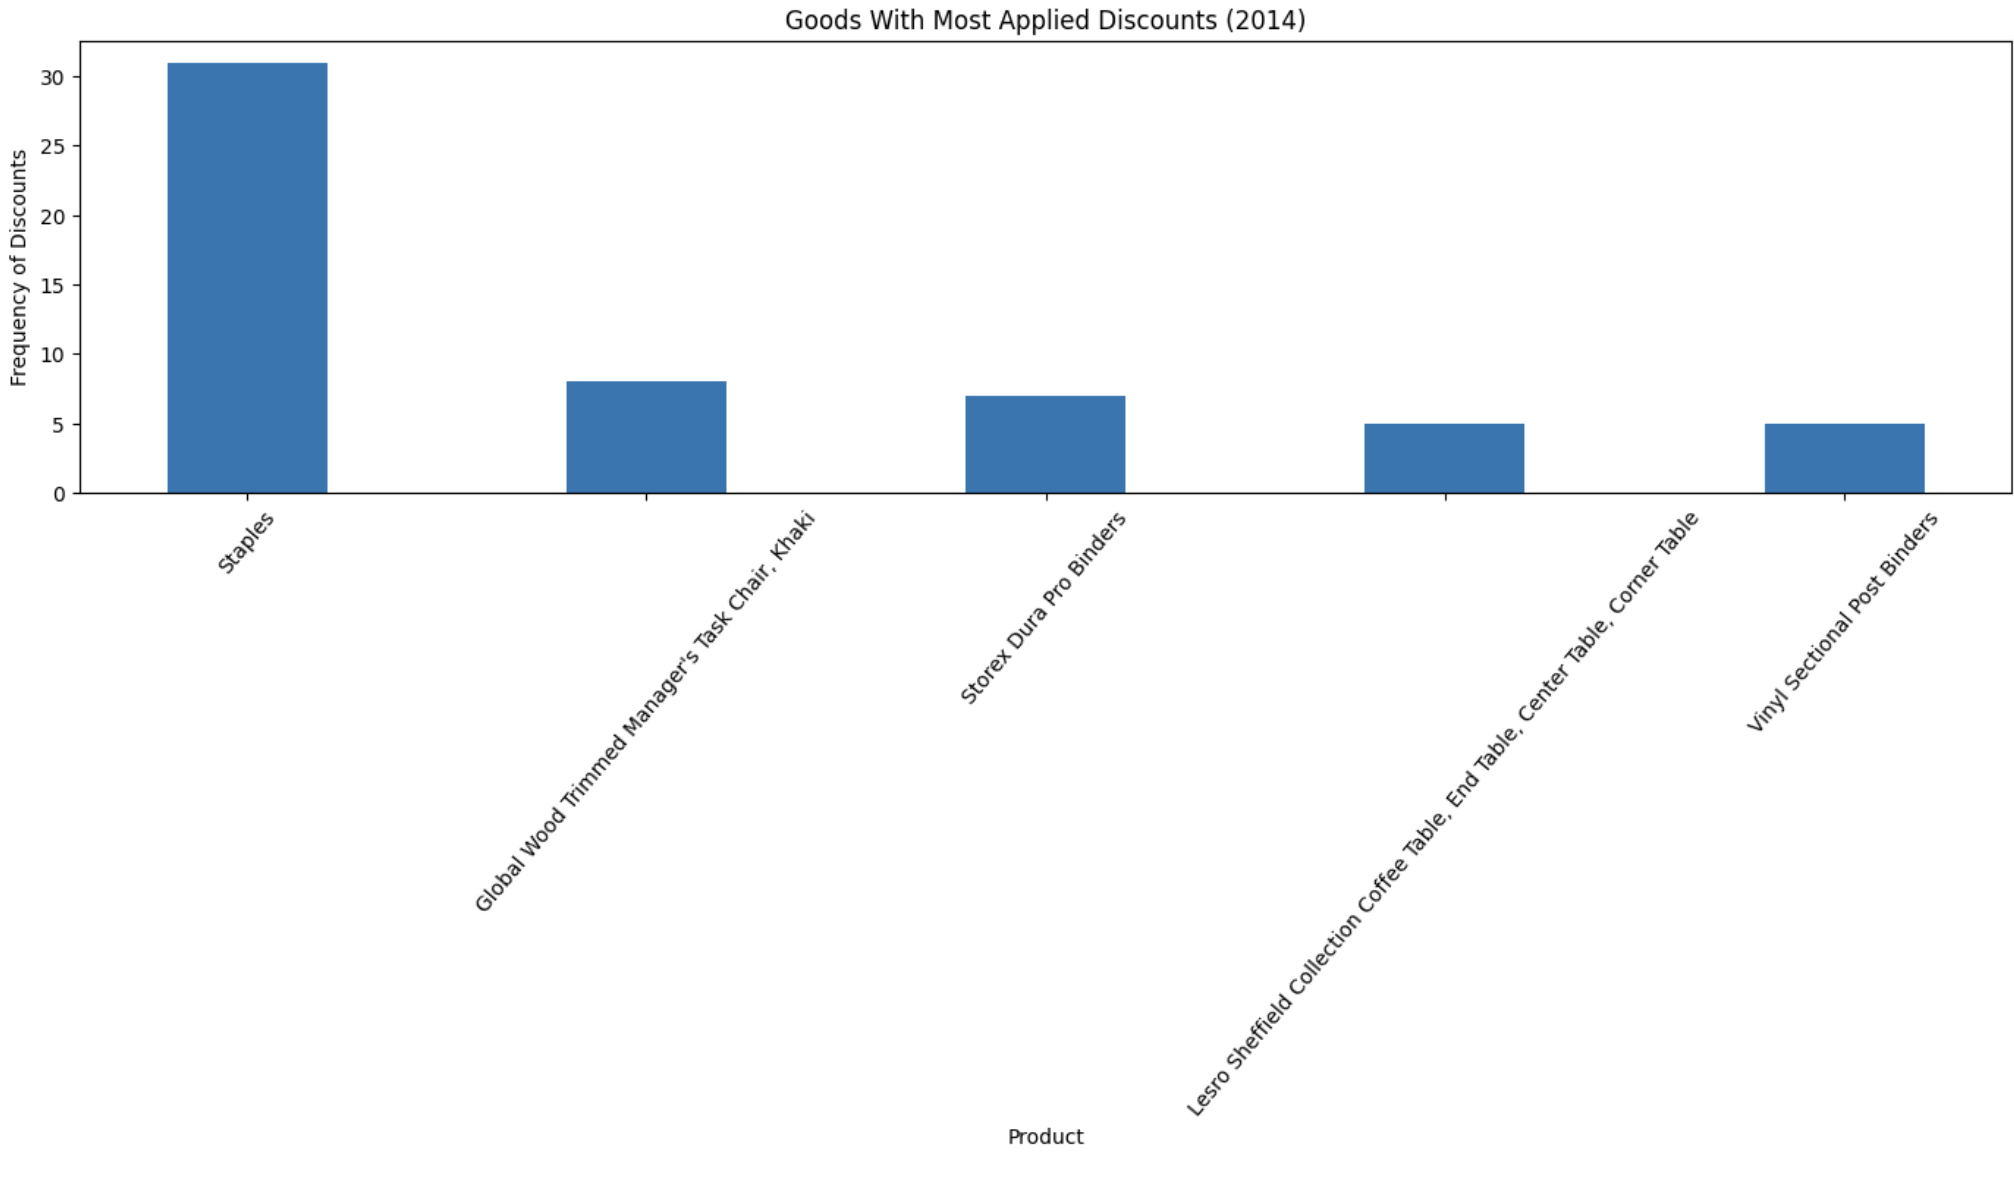 Goods With Most Applied Discounts (2014)
Frequency of Discounts
30
25
20
15
10
5
0
Staples
Global Wood Trimmed Manager's Task Chair, Khaki
Storex Dura Pro Binders
Lesro Sheffield Collection Coffee Table, End Table, Center Table, Corner Table
Vinyl Sectional Post Binders
Product